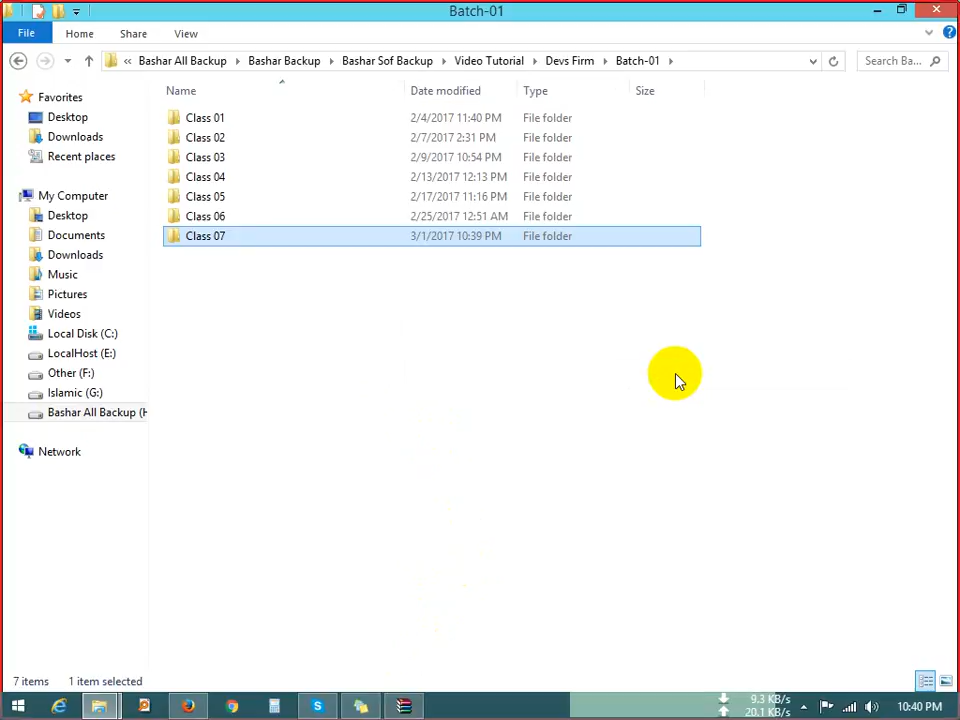 Batch-01
File Home Share View
« Bashar All Backup Bashar Backup Bashar Sof Backup Video Tutorial Devs Firm Batch-01 Search Ba...
Name Date modified Type Size
Favorites
Desktop
Downloads
Recent places
My Computer
Desktop
Documents
Downloads
Music
Pictures
Videos
Local Disk (C:)
LocalHost (E:)
Other (F:)
Islamic (G:)
Bashar All Backup (H
Network
Class 01 2/4/2017 11:40 PM File folder
Class 02 2/7/2017 2:31 PM File folder
Class 03 2/9/2017 10:54 PM File folder
Class 04 2/13/2017 12:13 PM File folder
Class 05 2/17/2017 11:16 PM File folder
Class 06 2/25/2017 12:51 AM File folder
Class 07 3/1/2017 10:39 PM File folder
7 items 1 item selected
9.3 KB/s
20.1 KB/s
10:40 PM